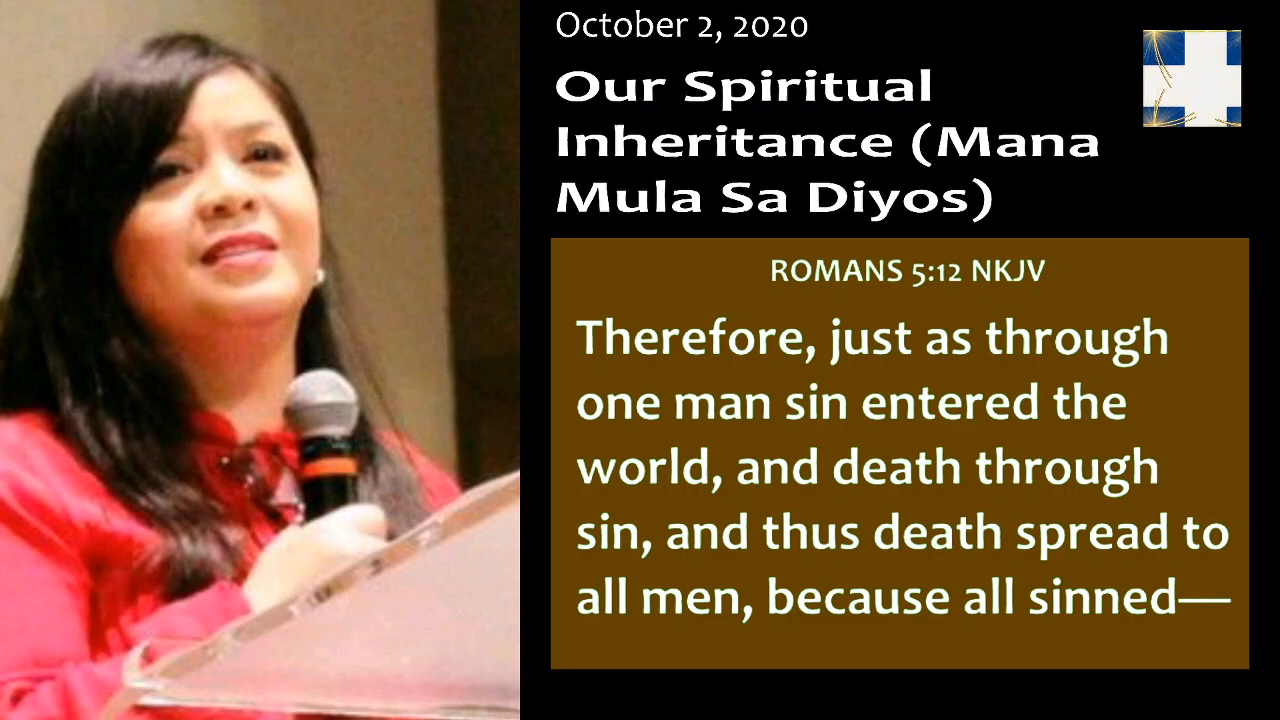 October 2, 2020
Our Spiritual
Inheritance (Mana
Mula Sa Diyos)
ROMANS 5:12 NKJV
Therefore, just as through
one man sin entered the
world, and death through
sin, and thus death spread to
all men, because all sinned—